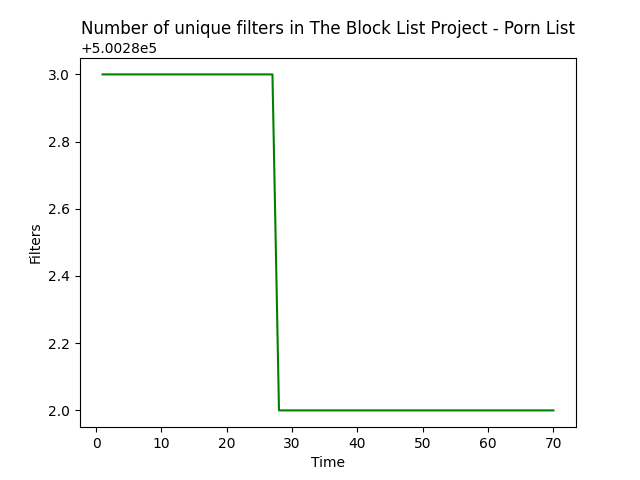 Number of unique filters in The Block List Project - Porn List
+5.0028e5
3.0
2.8
2.6
2.4
2.2
2.0
Filters
0 10 20 30 40 50 60 70
Time